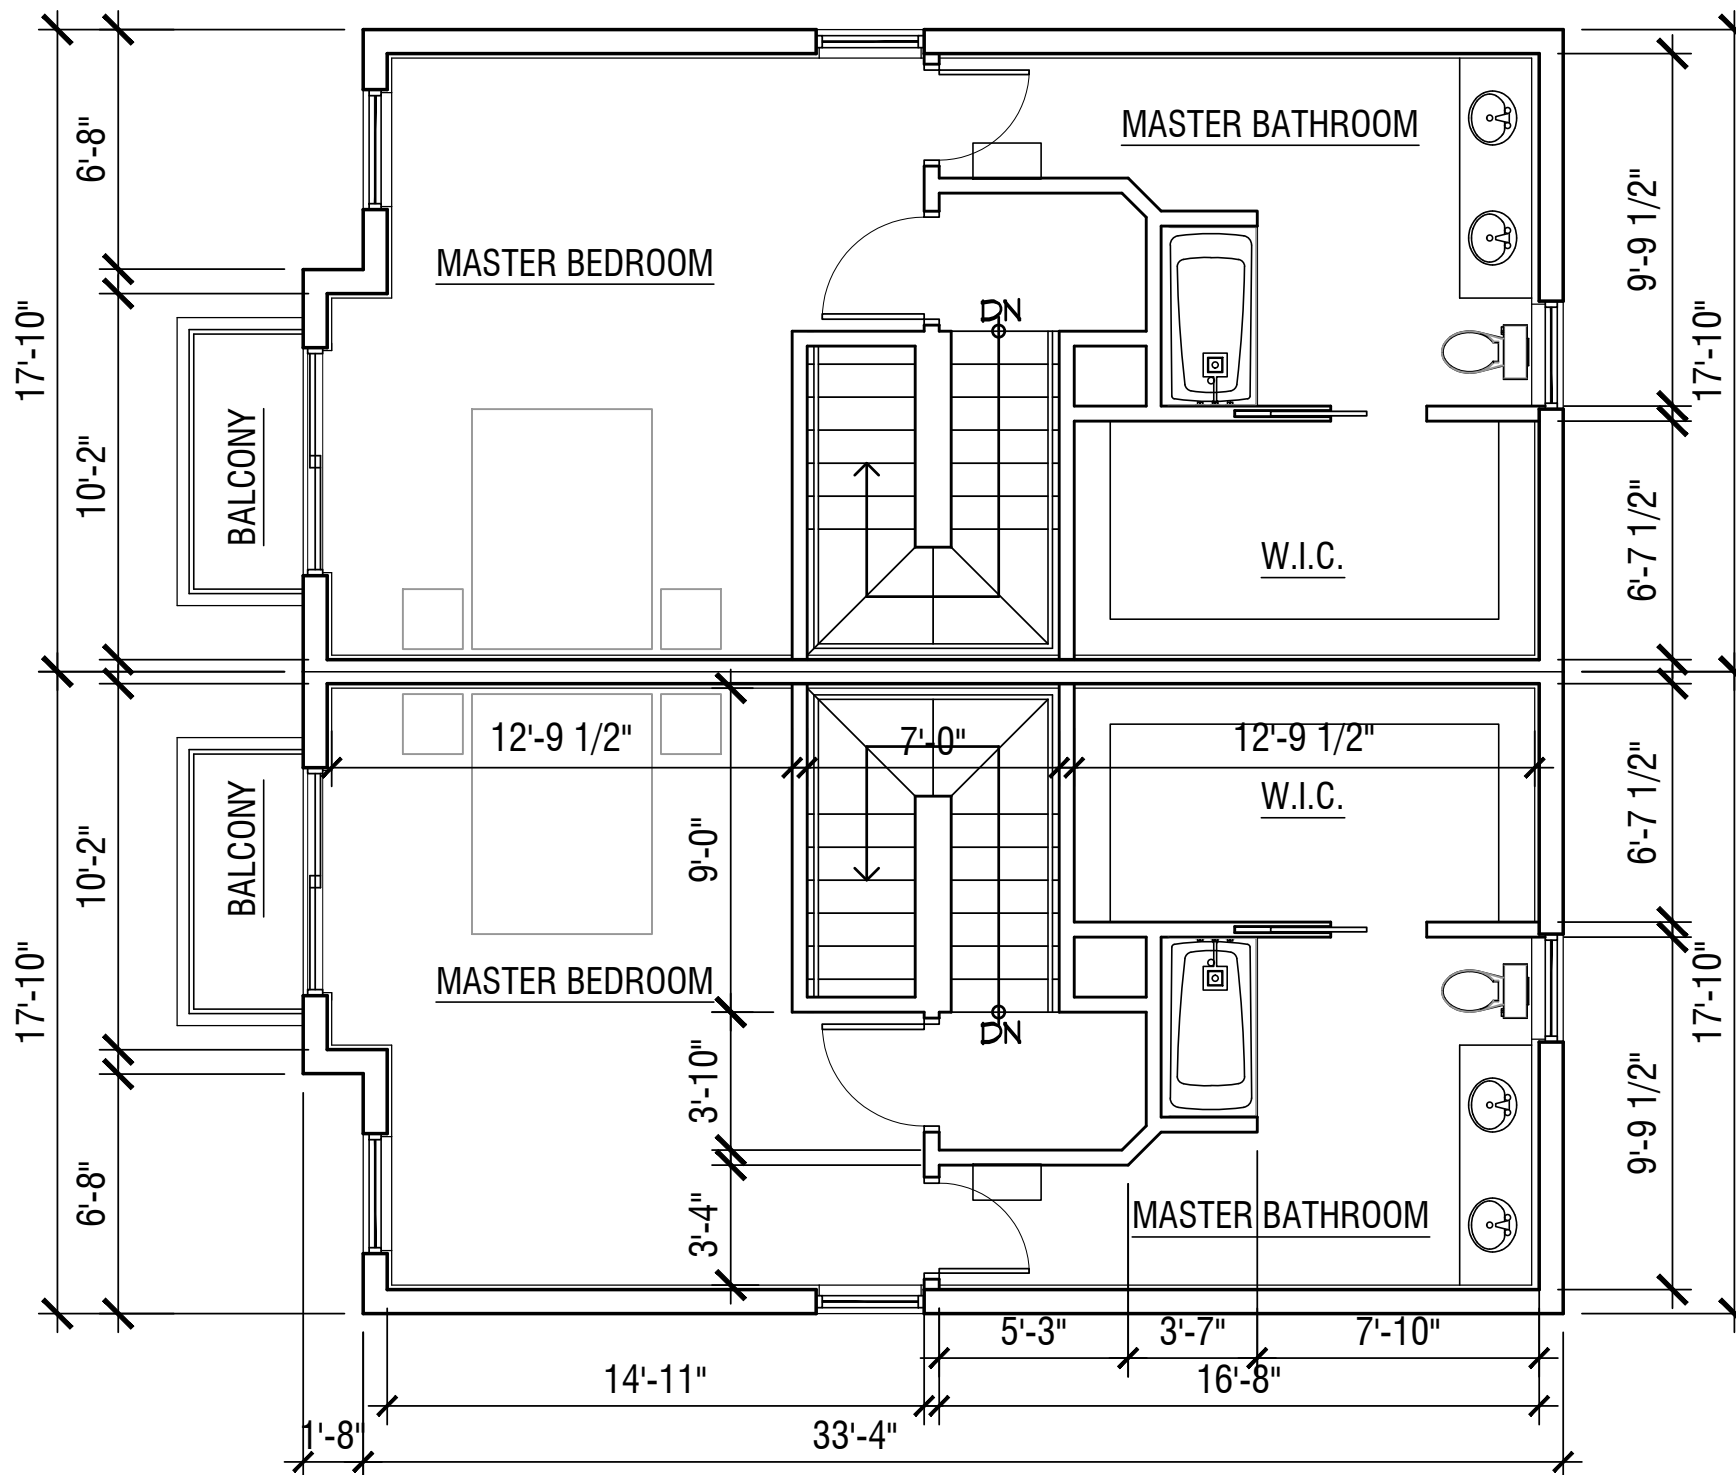 MASTER BATHROOM
6'-8"
9'-9 1/2"
MASTER BEDROOM
DN
17'-10"
17'-10"
BALCONY
10'-2"
W.I.C.
6'-7 1/2"
12'-9 1/2"
7'-0"
12'-9 1/2"
W.I.C.
6'-7 1/2"
BALCONY
10'-2"
9'-0"
MASTER BEDROOM
17'-10"
17'-10"
DN
3'-10"
9'-9 1/2"
6'-8"
3'-4"
MASTER BATHROOM
5'-3"
3'-7"
7'-10"
14'-11"
16'-8"
1'-8"
33'-4"